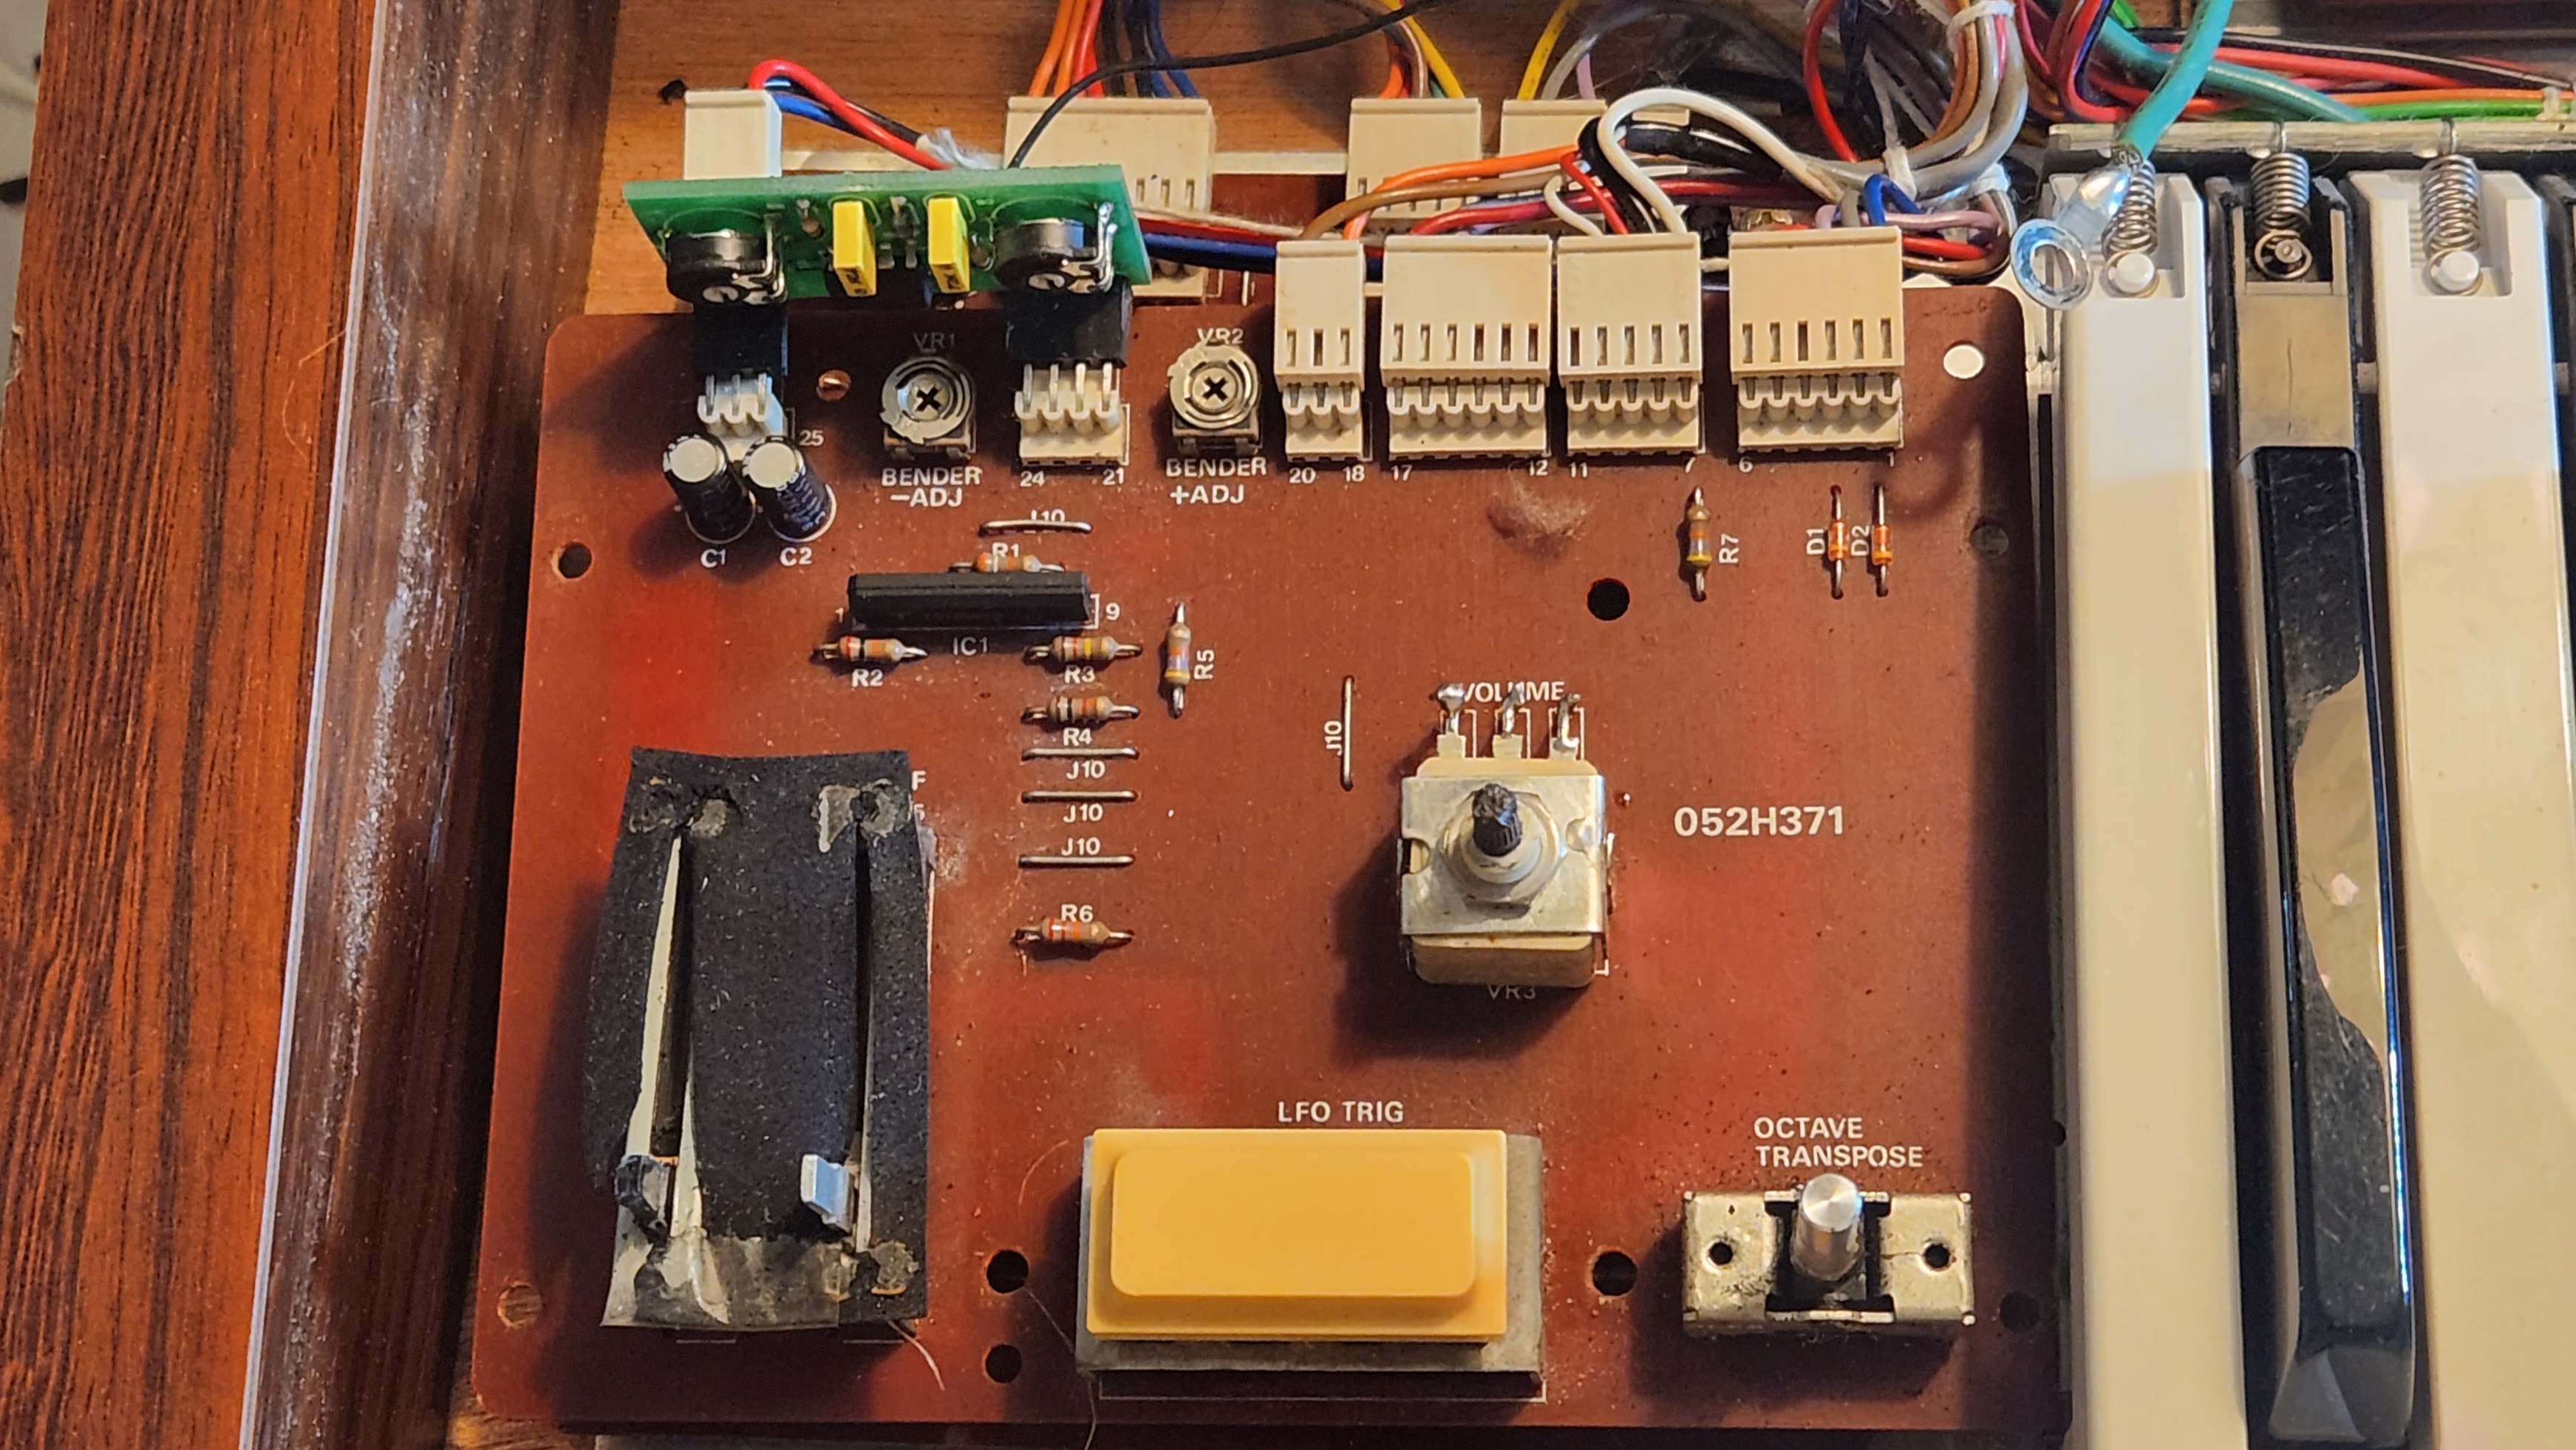 VR1
VR2
25
BENDER
−ADJ
24
21
BENDER
+ADJ
20
18
17
12
11
7
6
1
C1
C2
J10
R1
R7
D1
D2
1
9
IC1
R2
R3
R5
R4
J10
J10
J10
J10
VOLUME
F
052H371
R6
VR3
LFO TRIG
OCTAVE
TRANSPOSE